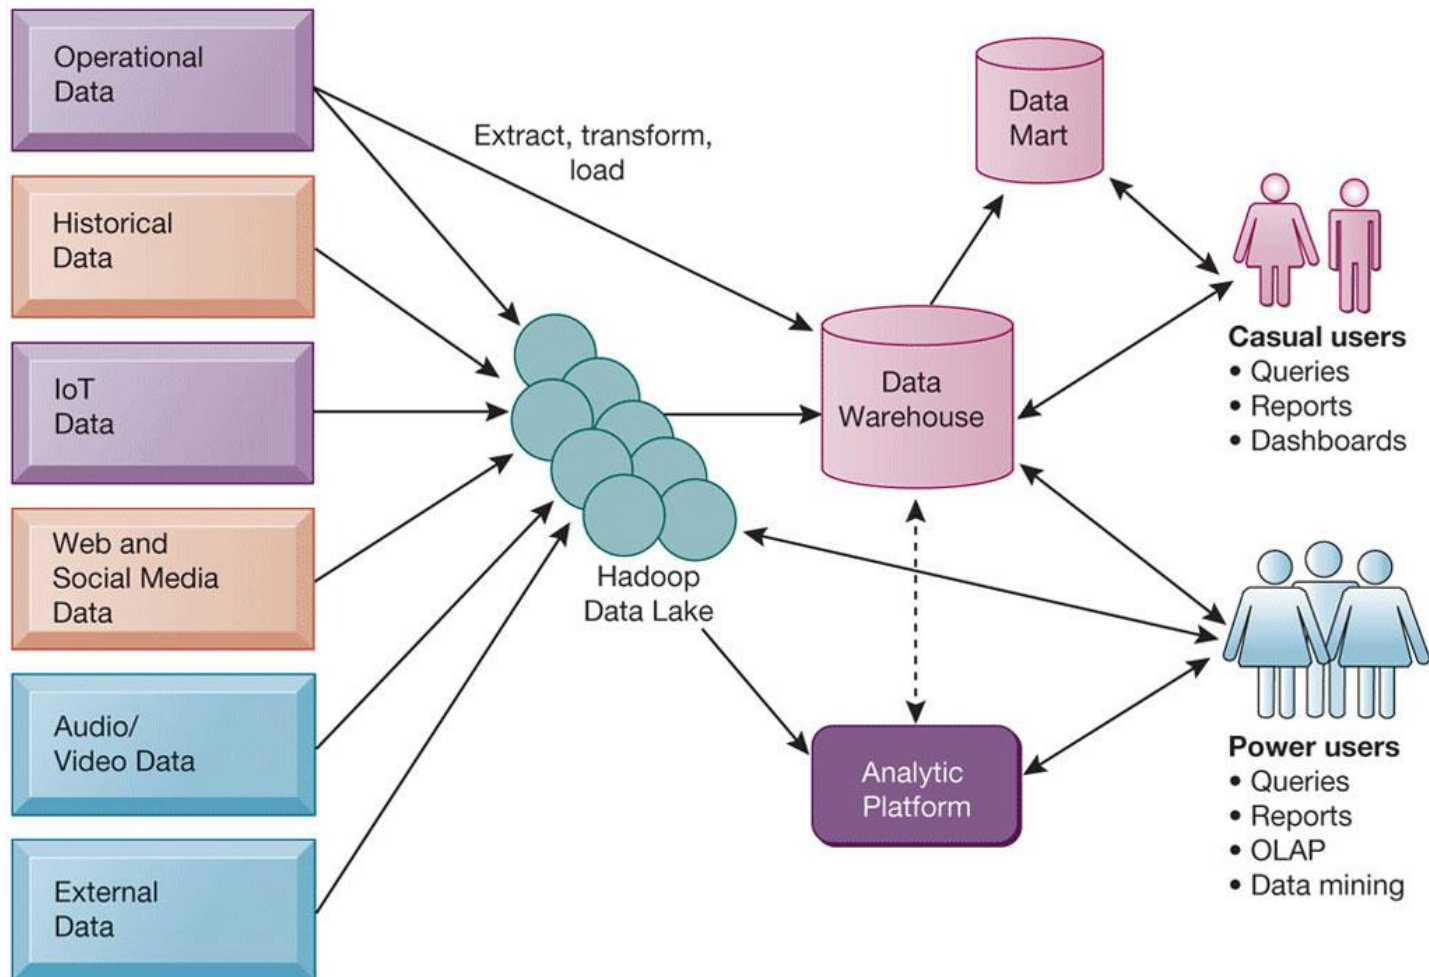 Operational
Data
Historical
Data
IoT
Data
Web and
Social Media
Data
Audio/
Video Data
External
Data
Extract, transform,
load
Hadoop
Data Lake
Data
Mart
Data
Warehouse
Analytic
Platform
Casual users
• Queries
• Reports
• Dashboards
Power users
• Queries
• Reports
• OLAP
• Data mining